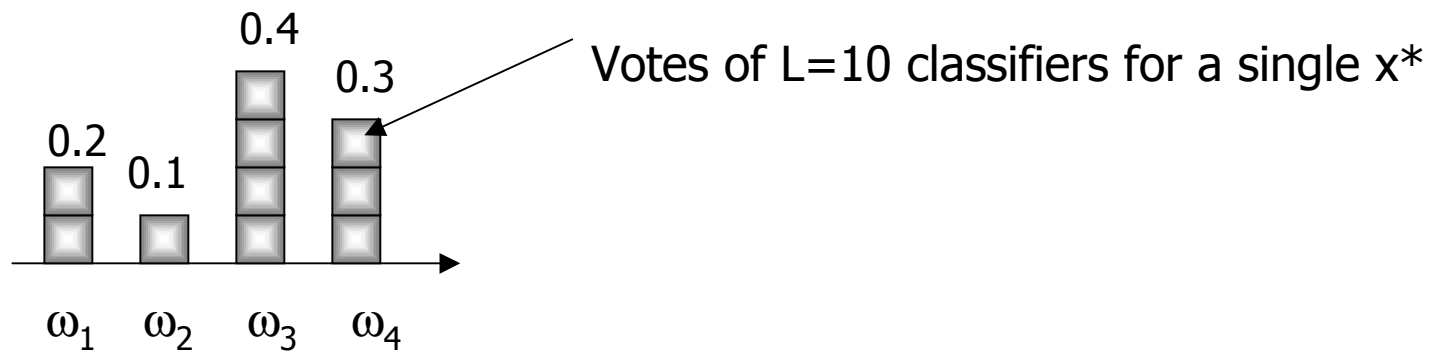 0.4
0.3
0.2
0.1
Votes of L=10 classifiers for a single x*
ω₁ ω₂ ω₃ ω₄